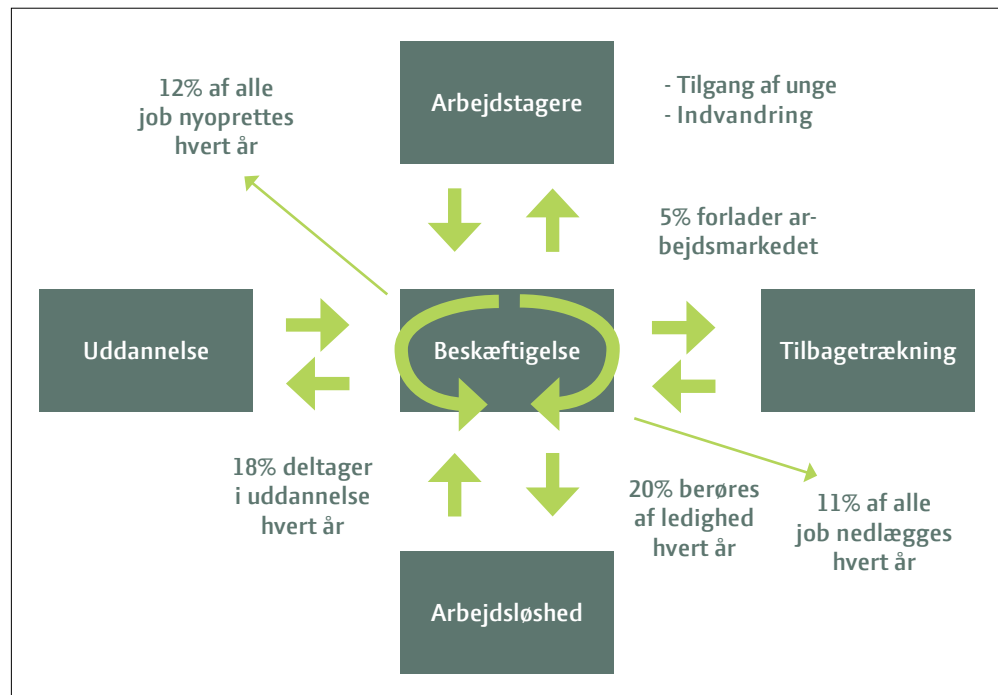 12% af alle
job nyoprettes
hvert år
Arbejdstagere
- Tilgang af unge
- Indvandring
5% forlader ar-
bejdsmarkedet
Uddannelse
Beskæftigelse
Tilbagetrækning
18% deltager
i uddannelse
hvert år
20% berøres
af ledighed
hvert år
11% af alle
job nedlægges
hvert år
Arbejdsløshed